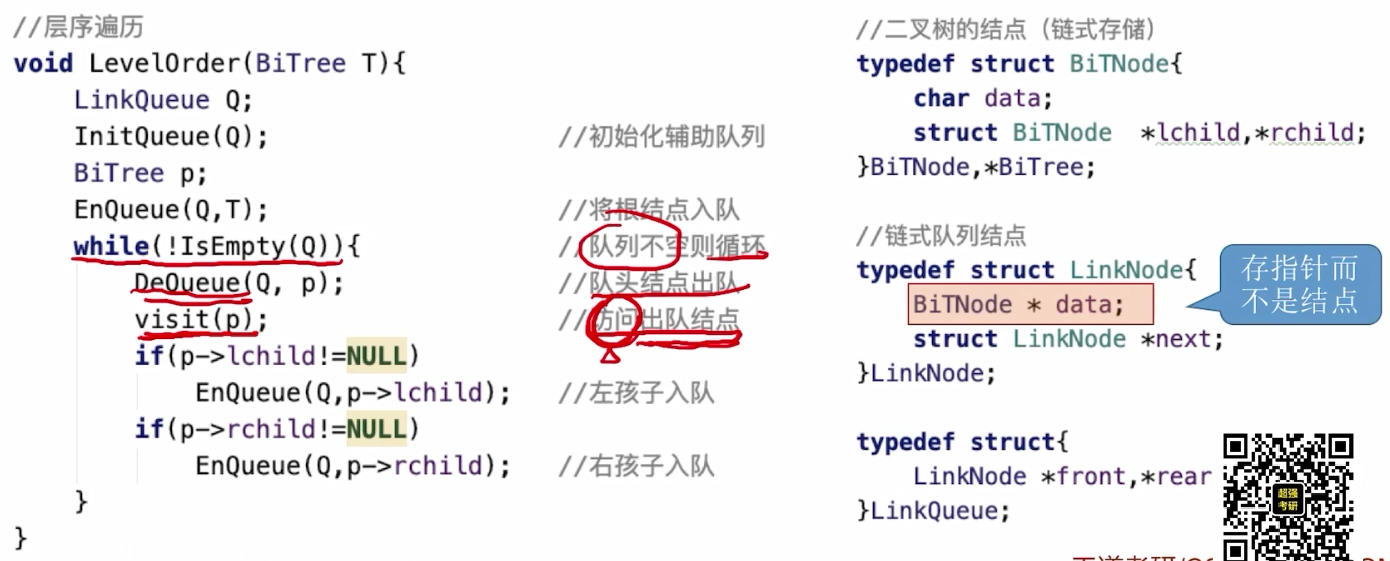 //层序遍历
void LevelOrder(BiTree T){
LinkQueue Q;
InitQueue(Q); //初始化辅助队列
BiTree p;
EnQueue(Q,T); //将根结点入队
while(!IsEmpty(Q)){ //队列不空则循环
DeQueue(Q, p); //队头结点出队
visit(p); //访问出队结点
if(p->lchild!=NULL)
EnQueue(Q,p->lchild); //左孩子入队
if(p->rchild!=NULL)
EnQueue(Q,p->rchild); //右孩子入队
}
}
//二叉树的结点（链式存储）
typedef struct BiTNode{
char data;
struct BiTNode *lchild,*rchild;
}BiTNode,*BiTree;
//链式队列结点
typedef struct LinkNode{
BiTNode * data;
struct LinkNode *next;
}LinkNode;
存指针而
不是结点
typedef struct{
LinkNode *front,*rear
}LinkQueue;
超强
考研